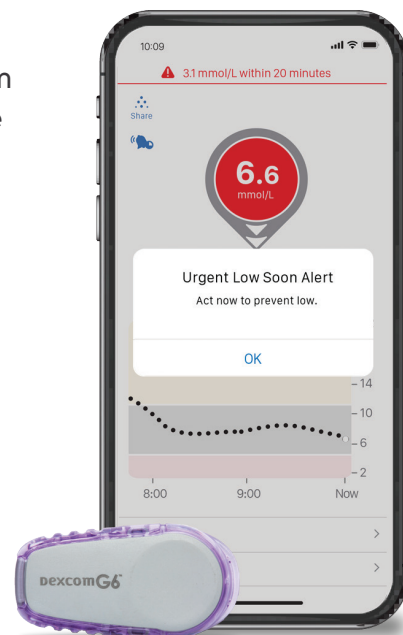 10:09
3.1 mmol/L within 20 minutes
Share
6.6
mmol/L
Urgent Low Soon Alert
Act now to prevent low.
OK
14
10
6
2
8:00
9:00
Now
Dexcom G6